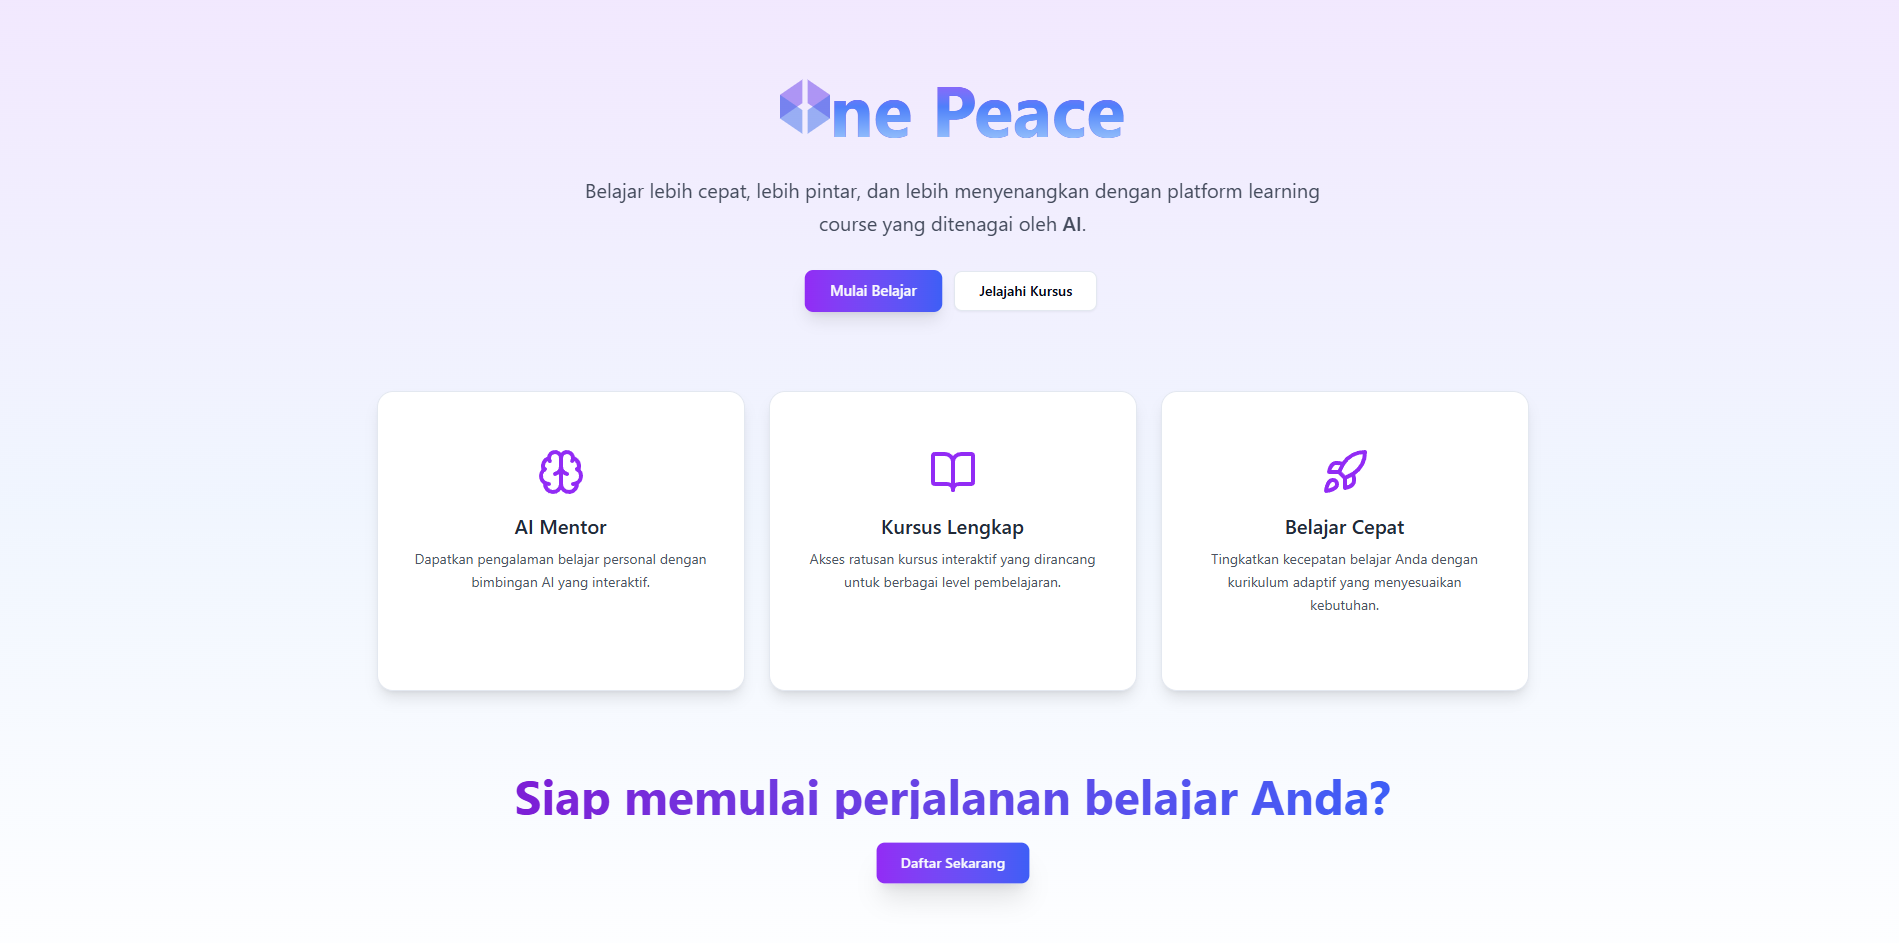 One Peace
Belajar lebih cepat, lebih pintar, dan lebih menyenangkan dengan platform learning
course yang ditenagai oleh AI.
Mulai Belajar
Jelajahi Kursus
AI Mentor
Dapatkan pengalaman belajar personal dengan
bimbingan AI yang interaktif.
Kursus Lengkap
Akses ratusan kursus interaktif yang dirancang
untuk berbagai level pembelajaran.
Belajar Cepat
Tingkatkan kecepatan belajar Anda dengan
kurikulum adaptif yang menyesuaikan
kebutuhan.
Siap memulai perjalanan belajar Anda?
Daftar Sekarang